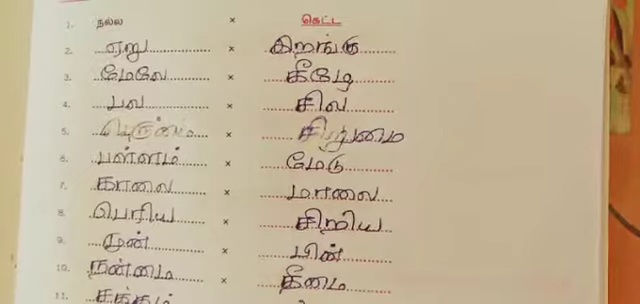 1. நல்ல × கெட்ட
2. ஏறு × இறங்கு
3. மேலே × கீழே
4. பல × சில
5. பெருமை × சிறுமை
6. பள்ளம் × மேடு
7. காலை × மாலை
8. பெரிய × சிறிய
9. முன் × பின்
10. நன்மை × தீமை
11.